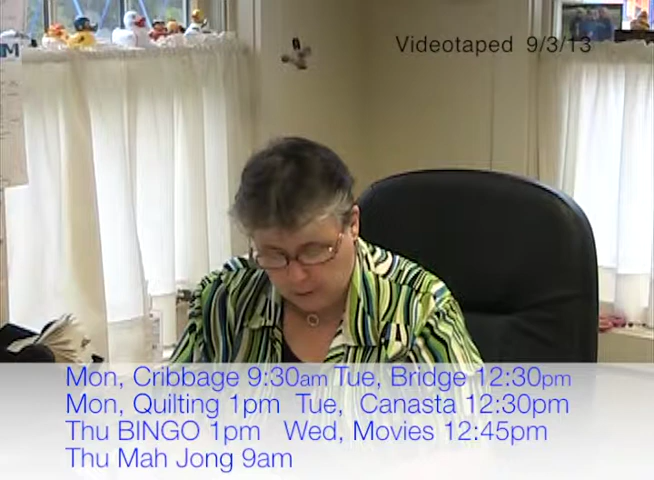 Videotaped 9/3/13
Mon, Cribbage 9:30am Tue, Bridge 12:30pm
Mon, Quilting 1pm Tue, Canasta 12:30pm
Thu BINGO 1pm Wed, Movies 12:45pm
Thu Mah Jong 9am